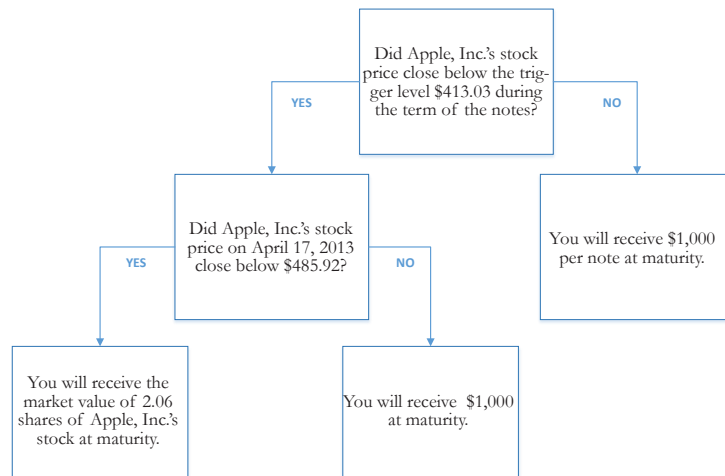 Did Apple, Inc.'s stock
price close below the trig-
ger level $413.03 during
the term of the notes?
YES
NO
Did Apple, Inc.'s stock
price on April 17, 2013
close below $485.92?
You will receive $1,000
per note at maturity.
YES
NO
You will receive the
market value of 2.06
shares of Apple, Inc.'s
stock at maturity.
You will receive $1,000
at maturity.